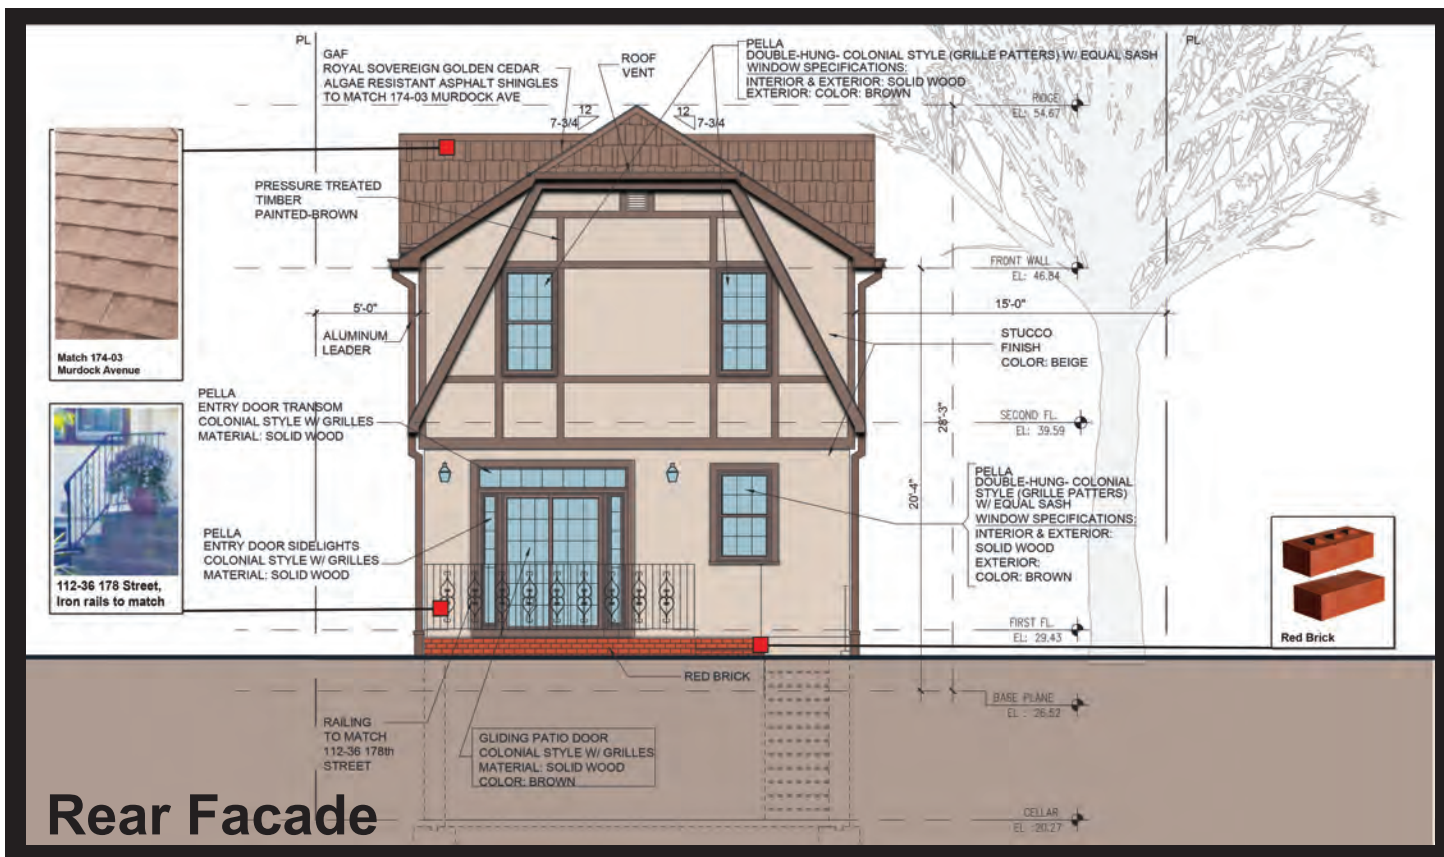 PL
GAF
ROYAL SOVEREIGN GOLDEN CEDAR
ALGAE RESISTANT ASPHALT SHINGLES
TO MATCH 174-03 MURDOCK AVE
ROOF
VENT
PELLA
DOUBLE-HUNG- COLONIAL STYLE (GRILLE PATTERS) W/ EQUAL SASH
WINDOW SPECIFICATIONS:
INTERIOR & EXTERIOR: SOLID WOOD
EXTERIOR: COLOR: BROWN
PL
RIDGE
EL: 54.67
12
7-3/4
12
7-3/4
PRESSURE TREATED
TIMBER
PAINTED-BROWN
FRONT WALL
EL: 46.84
5'-0"
15'-0"
ALUMINUM
LEADER
STUCCO
FINISH
COLOR: BEIGE
Match 174-03
Murdock Avenue
PELLA
ENTRY DOOR TRANSOM
COLONIAL STYLE W/ GRILLES
MATERIAL: SOLID WOOD
SECOND FL.
EL: 39.59
28'-3"
20'-4"
PELLA
DOUBLE-HUNG- COLONIAL
STYLE (GRILLE PATTERS)
W/ EQUAL SASH
WINDOW SPECIFICATIONS:
INTERIOR & EXTERIOR:
SOLID WOOD
EXTERIOR:
COLOR: BROWN
PELLA
ENTRY DOOR SIDELIGHTS
COLONIAL STYLE W/ GRILLES
MATERIAL: SOLID WOOD
112-36 178 Street,
Iron rails to match
FIRST FL.
EL: 29.43
Red Brick
RED BRICK
BASE PLANE
EL : 26.52
RAILING
TO MATCH
112-36 178th
STREET
GLIDING PATIO DOOR
COLONIAL STYLE W/ GRILLES
MATERIAL: SOLID WOOD
COLOR: BROWN
CELLAR
EL :20.27
Rear Facade